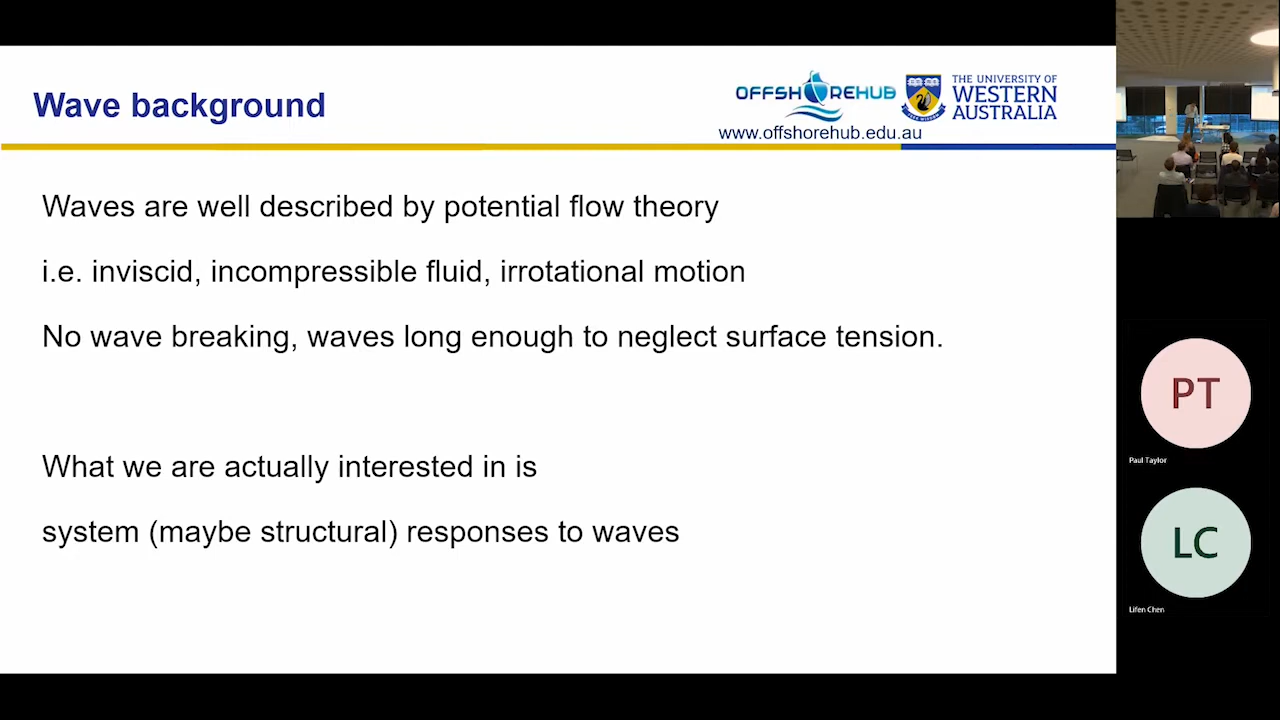 Wave background
OFFSHOREHUB
www.offshorehub.edu.au
THE UNIVERSITY OF
WESTERN
AUSTRALIA
Waves are well described by potential flow theory
i.e. inviscid, incompressible fluid, irrotational motion
No wave breaking, waves long enough to neglect surface tension.
What we are actually interested in is
system (maybe structural) responses to waves
PT
Paul Taylor
LC
Lifen Chen